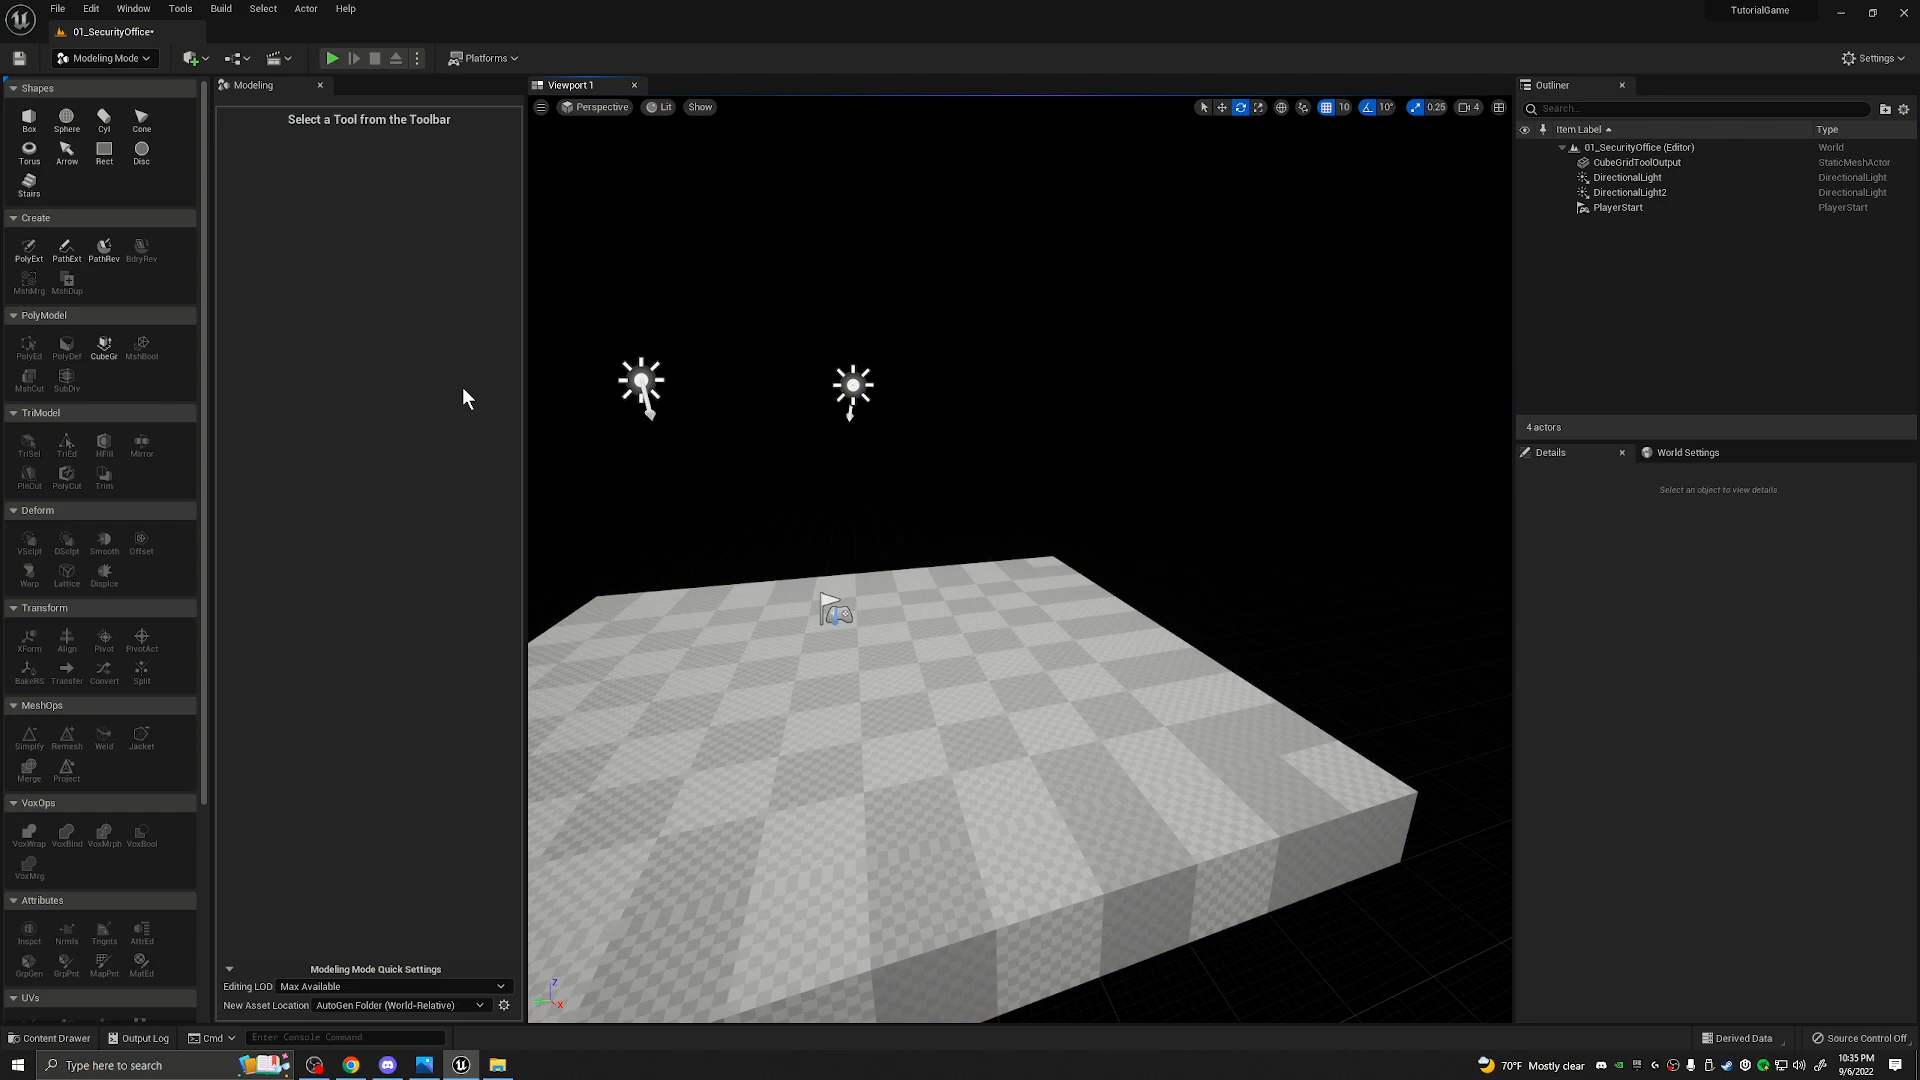 File Edit Window Tools Build Select Actor Help
TutorialGame
01_SecurityOffice*
Modeling Mode
Platforms
Settings
Shapes
Modeling
Viewport 1
Outliner
Box Sphere Cyl Cone
Select a Tool from the Toolbar
Perspective Lit Show
10 10° 0.25 4
Search...
Item Label Type
Torus Arrow Rect Disc
01_SecurityOffice (Editor) World
CubeGridToolOutput StaticMeshActor
DirectionalLight DirectionalLight
Stairs
DirectionalLight2 DirectionalLight
PlayerStart PlayerStart
Create
PolyExt PathExt PathRev BdryRev
MshMrg MshDup
PolyModel
PolyEd PolyDef CubeGr MshBool
MshCut SubDiv
TriModel
4 actors
TriSel TriEd HFill Mirror
Details World Settings
PlnCut PolyCut Trim
Select an object to view details.
Deform
VSclpt DSclpt Smooth Offset
Warp Lattice Displce
Transform
XForm Align Pivot PivotAct
BakeRS Transfer Convert Split
MeshOps
Simplfy Remesh Weld Jacket
Merge Project
VoxOps
VoxWrap VoxBlnd VoxMrph VoxBool
VoxMrg
Attributes
Inspct Nrmls Tngnts AttrEd
GrpGen GrpPnt MapPnt MatEd
Modeling Mode Quick Settings
Editing LOD Max Available
UVs
New Asset Location AutoGen Folder (World-Relative)
Z
X
Content Drawer Output Log Cmd Enter Console Command
Derived Data Source Control Off
Type here to search
70°F Mostly clear
10:35 PM
9/6/2022